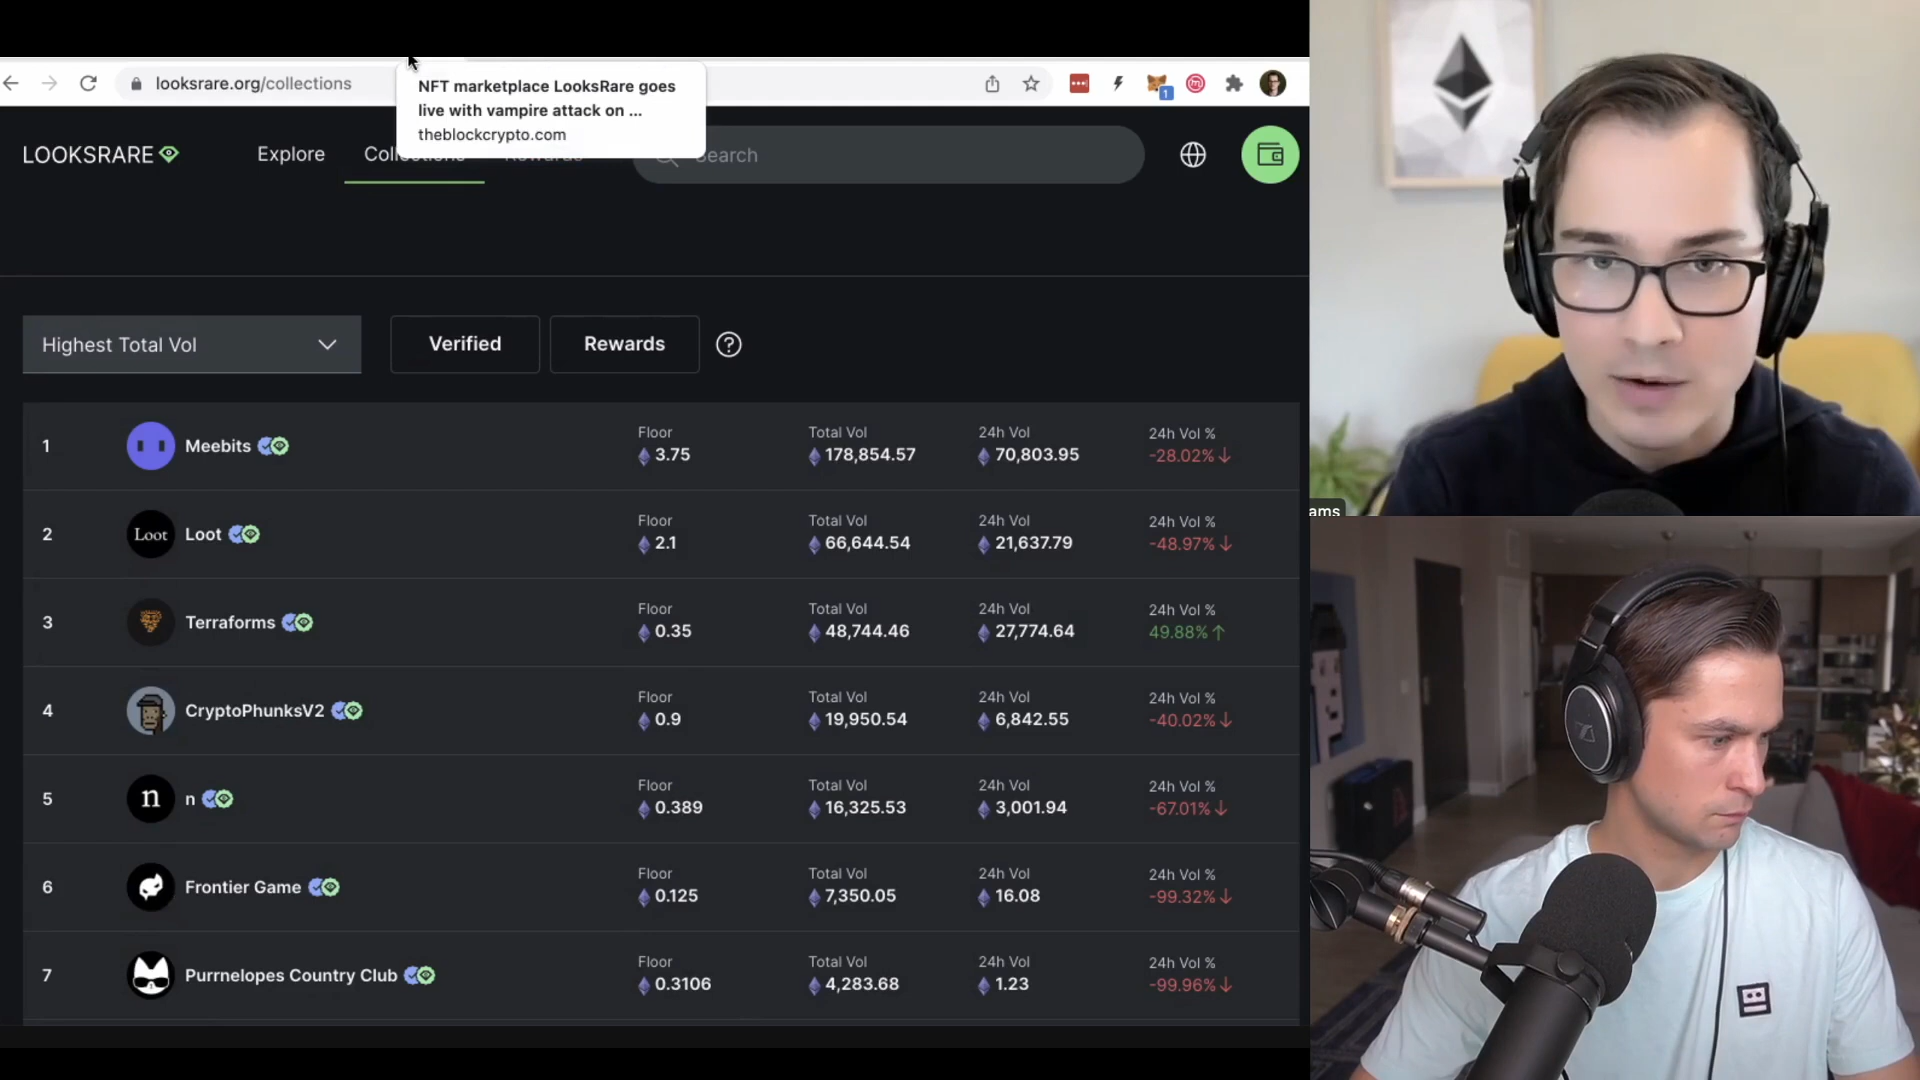 looksrare.org/collections
NFT marketplace LooksRare goes
live with vampire attack on ...
theblockcrypto.com
LOOKSRARE
Explore
Collections
Rewards
Search
1
Highest Total Vol
Verified
Rewards
?
1
Meebits
Floor
3.75
Total Vol
178,854.57
24h Vol
70,803.95
24h Vol %
-28.02%↓
2
Loot
Loot
Floor
2.1
Total Vol
66,644.54
24h Vol
21,637.79
24h Vol %
-48.97%↓
3
Terraforms
Floor
0.35
Total Vol
48,744.46
24h Vol
27,774.64
24h Vol %
49.88%↑
4
CryptoPhunksV2
Floor
0.9
Total Vol
19,950.54
24h Vol
6,842.55
24h Vol %
-40.02%↓
5
n
n
Floor
0.389
Total Vol
16,325.53
24h Vol
3,001.94
24h Vol %
-67.01%↓
6
Frontier Game
Floor
0.125
Total Vol
7,350.05
24h Vol
16.08
24h Vol %
-99.32%↓
7
Purrnelopes Country Club
Floor
0.3106
Total Vol
4,283.68
24h Vol
1.23
24h Vol %
-99.96%↓
ams